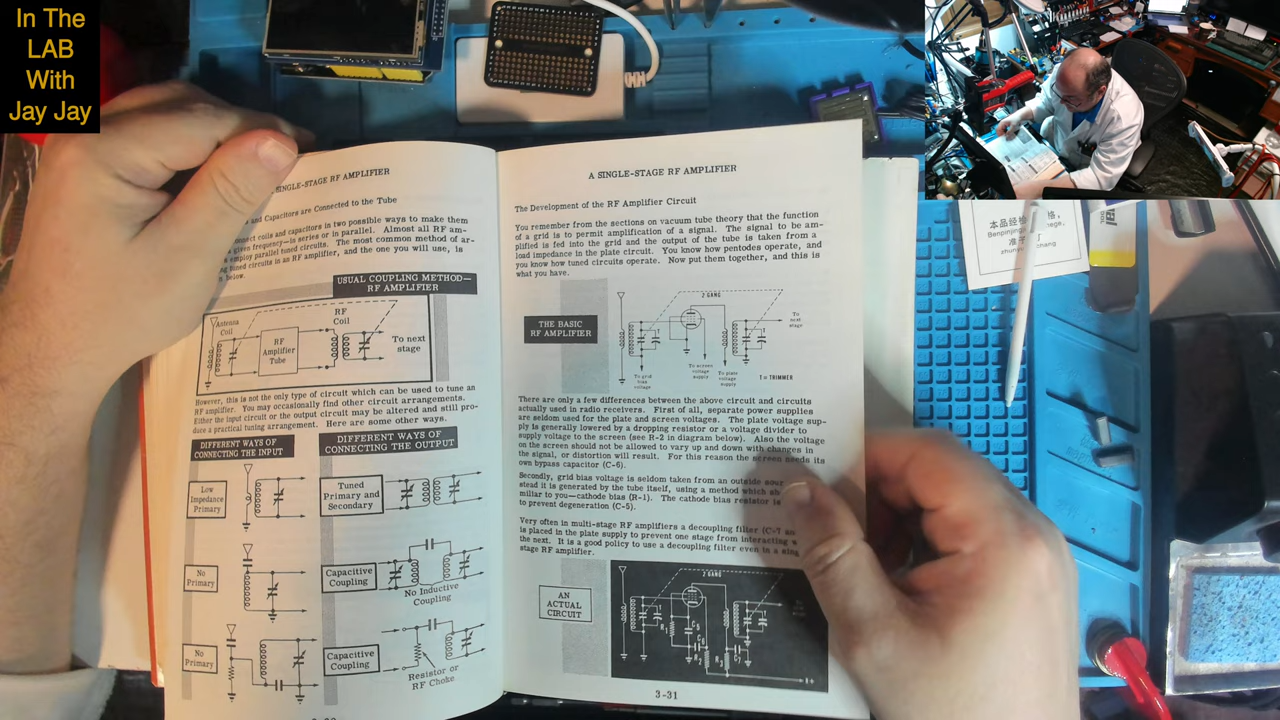 In The
LAB
With
Jay Jay
SINGLE-STAGE RF AMPLIFIER
and Capacitors are Connected to the Tube
connect coils and capacitors in two possible ways to make them
given frequency—in series or in parallel. Almost all RF am-
employ parallel tuned circuits. The most common method of ar-
tuned circuits in an RF amplifier, and the one you will use, is
below.
USUAL COUPLING METHOD—
RF AMPLIFIER
Antenna
Coil
RF
Amplifier
Tube
RF
Coil
To next
stage
However, this is not the only type of circuit which can be used to tune an
RF amplifier. You may occasionally find other circuit arrangements.
Either the input circuit or the output circuit may be altered and still pro-
duce a practical tuning arrangement. Here are some other ways.
DIFFERENT WAYS OF
CONNECTING THE INPUT
DIFFERENT WAYS OF
CONNECTING THE OUTPUT
Low
Impedance
Primary
Tuned
Primary and
Secondary
No
Primary
Capacitive
Coupling
No Inductive
Coupling
No
Primary
Capacitive
Coupling
Resistor or
RF Choke
A SINGLE-STAGE RF AMPLIFIER
The Development of the RF Amplifier Circuit
You remember from the sections on vacuum tube theory that the function
of a grid is to permit amplification of a signal. The signal to be am-
plified is fed into the grid and the output of the tube is taken from a
load impedance in the plate circuit. You know how pentodes operate, and
you know how tuned circuits operate. Now put them together, and this is
what you have.
THE BASIC
RF AMPLIFIER
2 GANG
To next
stage
To grid
bias
voltage
To screen
voltage
supply
To plate
voltage
supply
T = TRIMMER
There are only a few differences between the above circuit and circuits
actually used in radio receivers. First of all, separate power supplies
are seldom used for the plate and screen voltages. The plate voltage sup-
ply is generally lowered by a dropping resistor or a voltage divider to
supply voltage to the screen (see R-2 in diagram below). Also the voltage
on the screen should not be allowed to vary up and down with changes in
the signal, or distortion will result. For this reason the screen needs its
own bypass capacitor (C-6).
Secondly, grid bias voltage is seldom taken from an outside
stead it is generated by the tube itself, using a method which
miliar to you—cathode bias (R-1). The cathode bias resistor is
to prevent degeneration (C-5).
Very often in multi-stage RF amplifiers a decoupling filter (C-7
is placed in the plate supply to prevent one stage from interacting
the next. It is a good policy to use a decoupling filter even in a
stage RF amplifier.
AN
ACTUAL
CIRCUIT
2 GANG
3-31